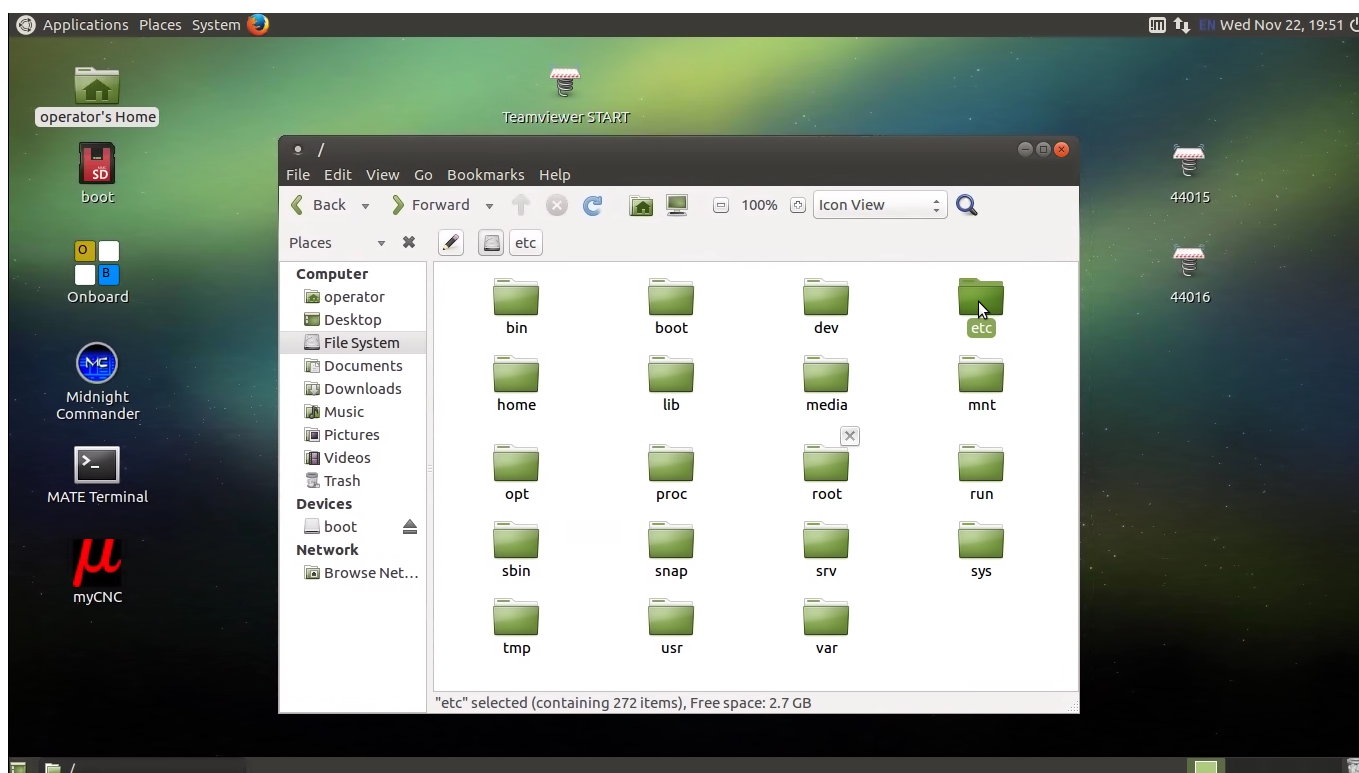 Applications Places System
EN Wed Nov 22, 19:51
operator's Home
boot
SD
Onboard
O
B
Midnight
Commander
MATE Terminal
>_
myCNC
μ
Teamviewer START
44015
44016
/
File Edit View Go Bookmarks Help
Back Forward 100% Icon View
Places etc
Computer
operator
Desktop
File System
Documents
Downloads
Music
Pictures
Videos
Trash
Devices
boot
Network
Browse Net...
bin boot dev etc
home lib media mnt
opt proc root run
sbin snap srv sys
tmp usr var
"etc" selected (containing 272 items), Free space: 2.7 GB
/